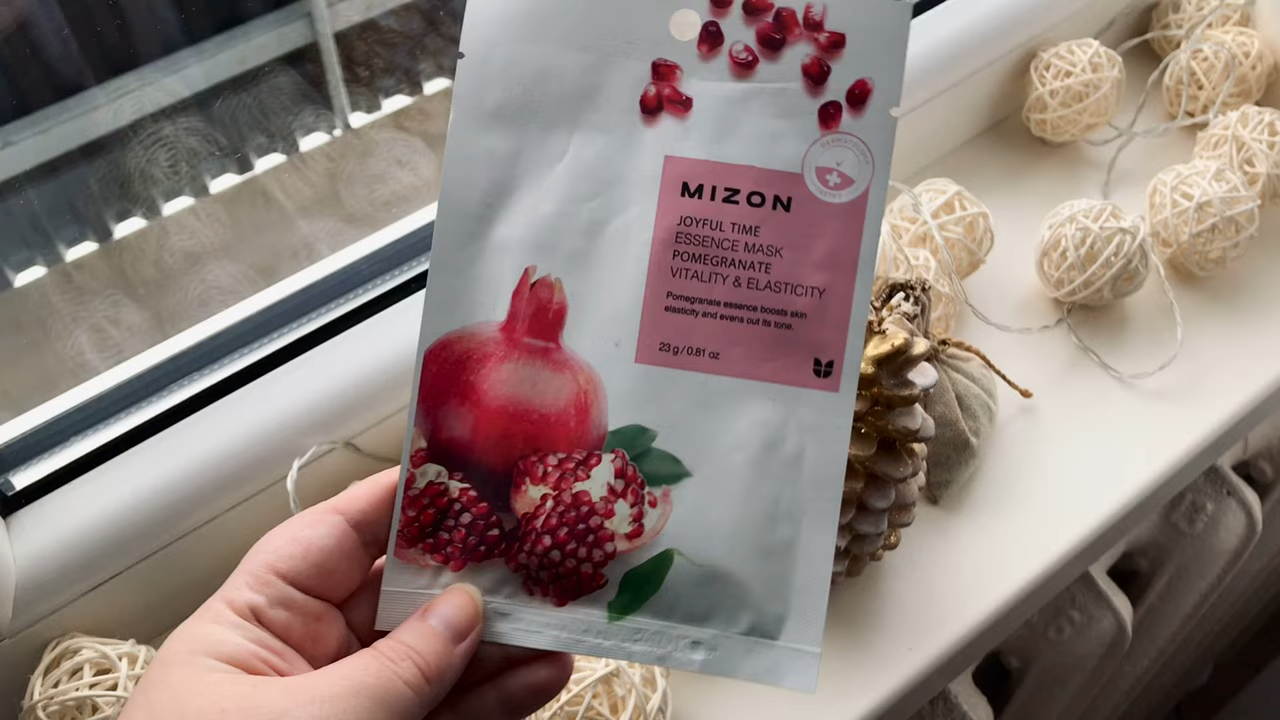 MIZON
JOYFUL TIME
ESSENCE MASK
POMEGRANATE
VITALITY & ELASTICITY
Pomegranate essence boosts skin
elasticity and evens out its tone.
23 g / 0.81 oz